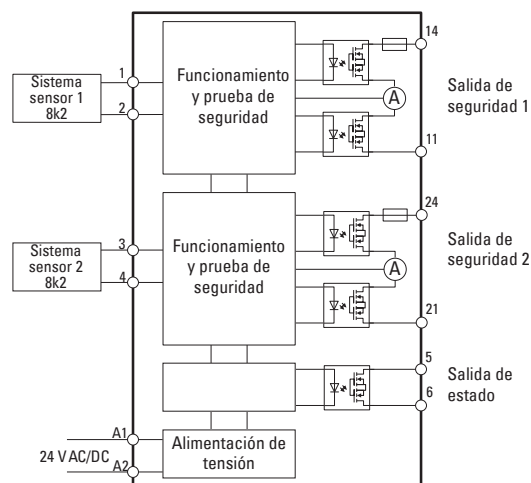 14
Funcionamiento
y prueba de
seguridad
Sistema
sensor 1
8k2
1
2
A
Salida de
seguridad 1
11
24
Funcionamiento
y prueba de
seguridad
Sistema
sensor 2
8k2
3
4
A
Salida de
seguridad 2
21
5
6
Salida de
estado
A1
24 V AC/DC
A2
Alimentación de
tensión